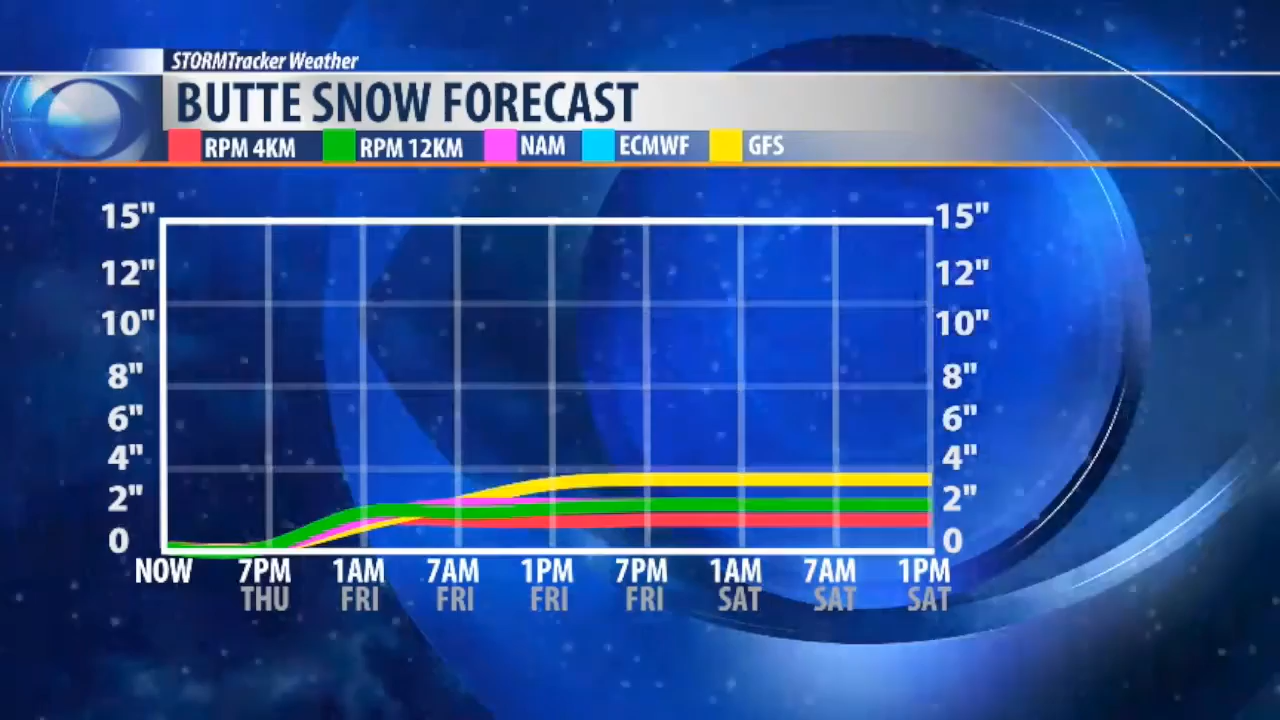 STORMTracker Weather
BUTTE SNOW FORECAST
RPM 4KM RPM 12KM NAM ECMWF GFS
15" 15"
12" 12"
10" 10"
8" 8"
6" 6"
4" 4"
2" 2"
0 0
NOW 7PM 1AM 7AM 1PM 7PM 1AM 7AM 1PM
THU FRI FRI FRI FRI SAT SAT SAT